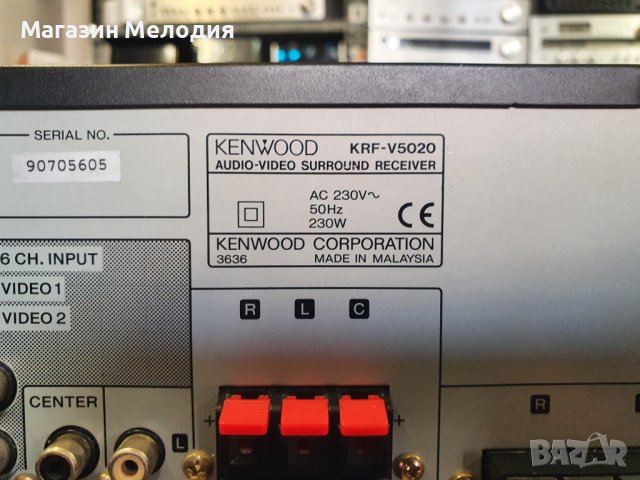 Магазин Мелодия
SERIAL NO.
90705605
KENWOOD KRF-V5020
AUDIO-VIDEO SURROUND RECEIVER
AC 230V~
50Hz
230W
CE
KENWOOD CORPORATION
3636 MADE IN MALAYSIA
6 CH. INPUT
VIDEO 1
VIDEO 2
R L C
CENTER
+ +
L
R
BAZAR